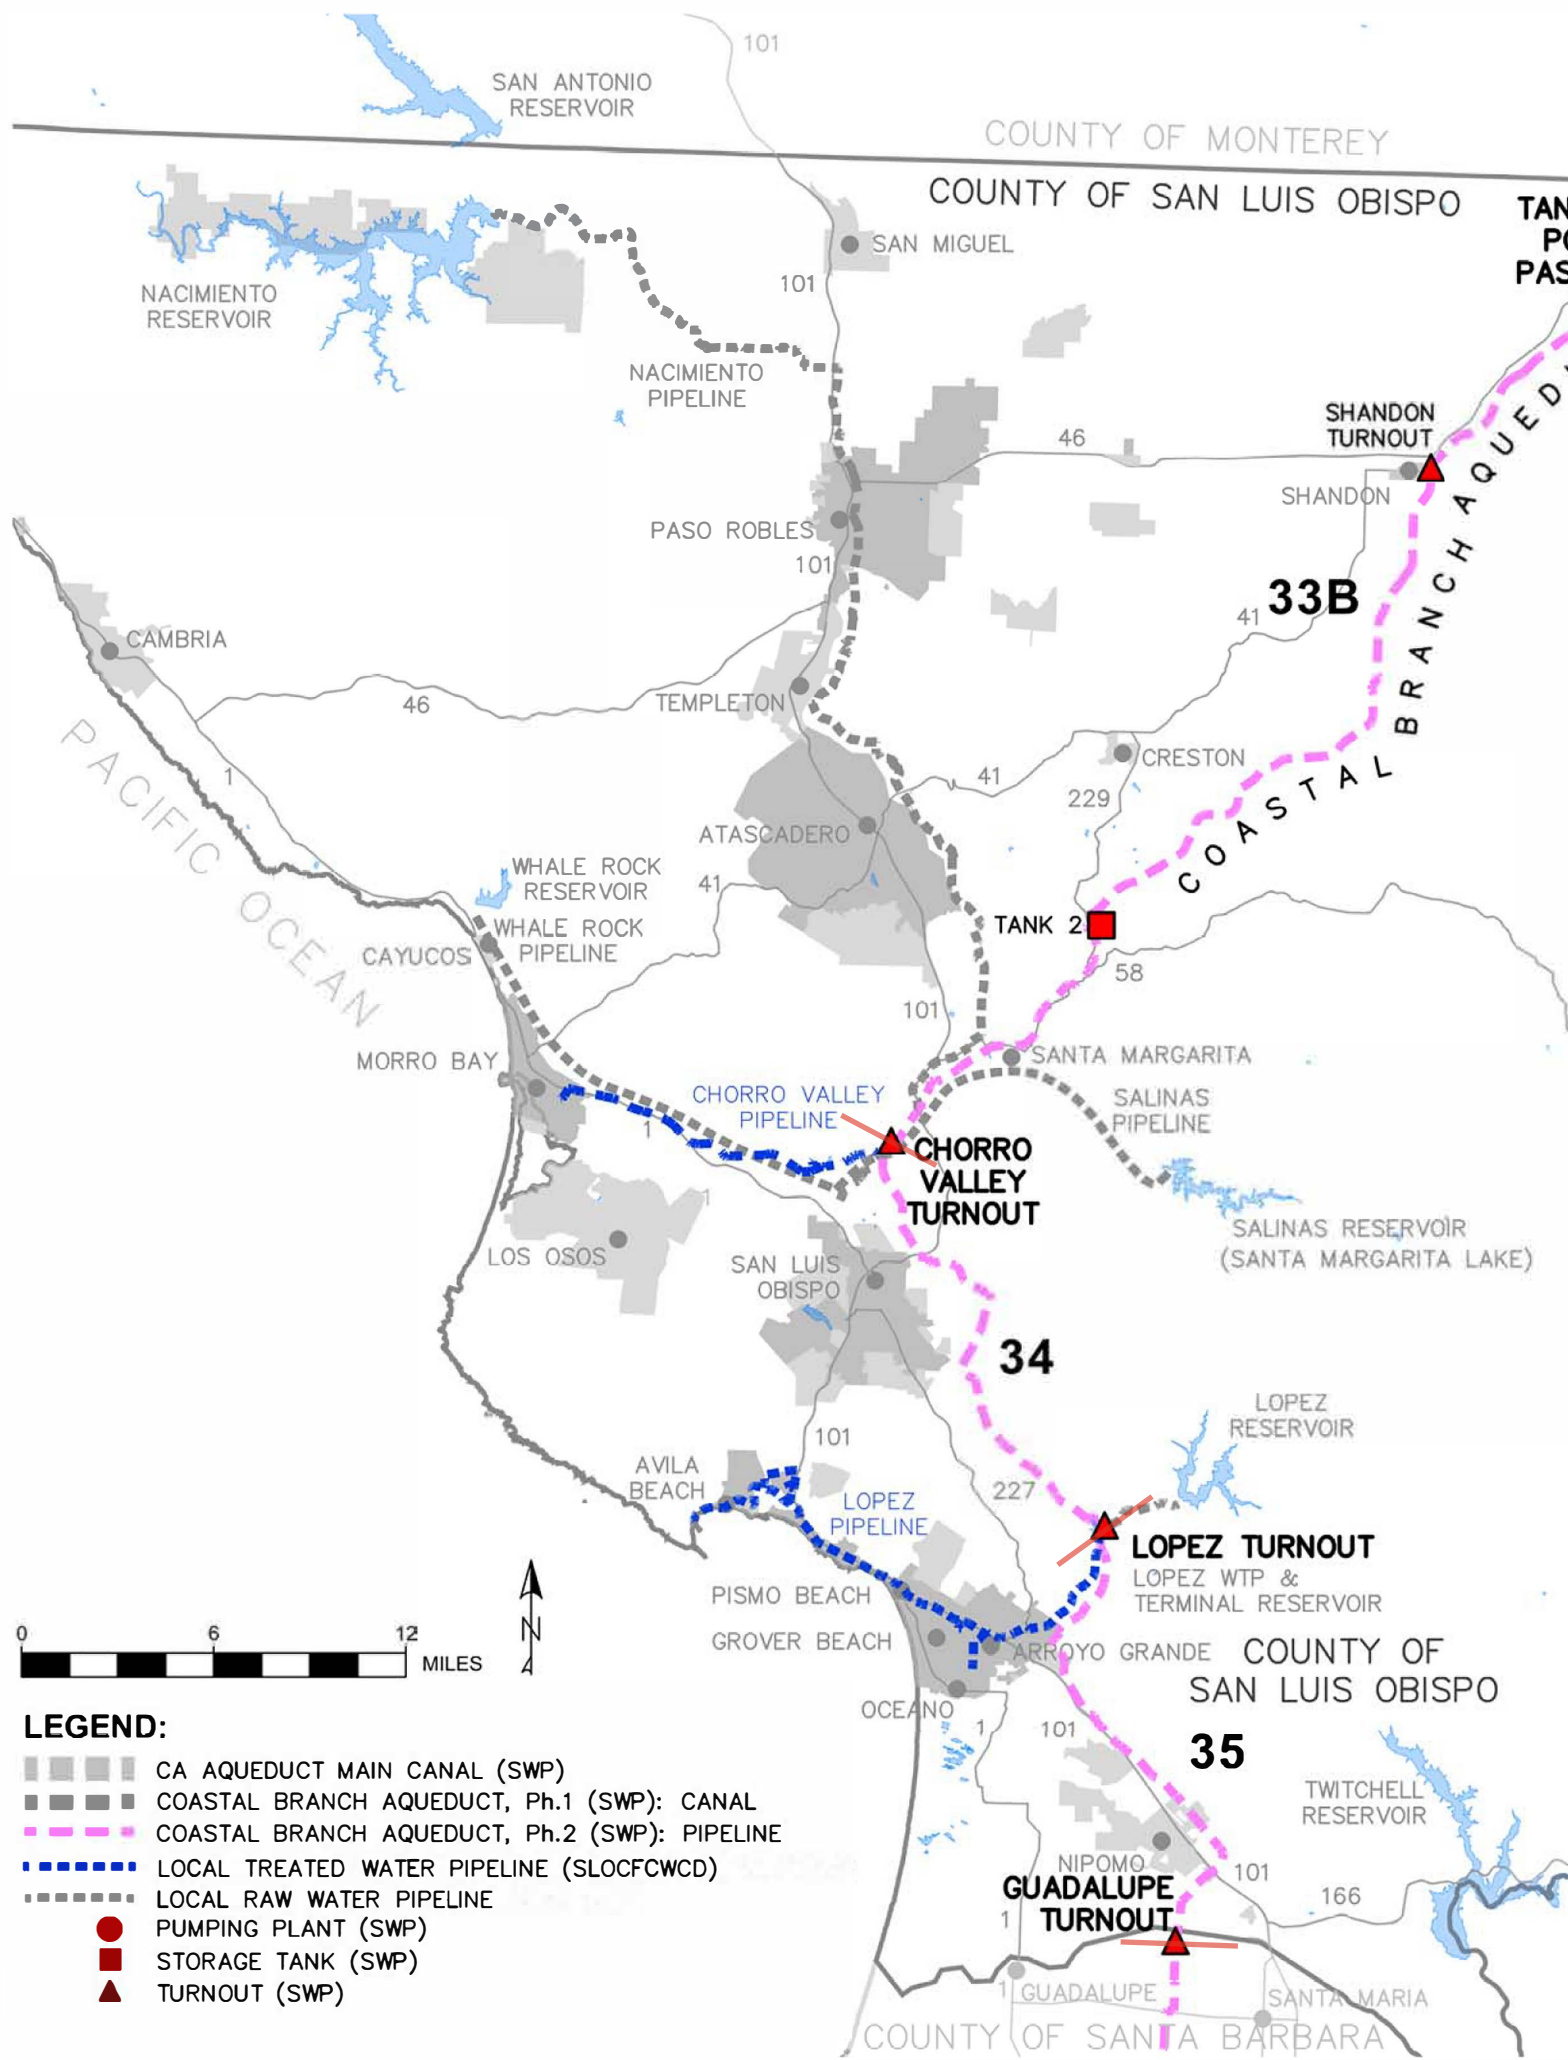 101
SAN ANTONIO
RESERVOIR
COUNTY OF MONTEREY
COUNTY OF SAN LUIS OBISPO
TAN
PO
PAS
SAN MIGUEL
101
NACIMIENTO
RESERVOIR
NACIMIENTO
PIPELINE
SHANDON
TURNOUT
46
SHANDON
COASTAL BRANCH AQUED
PASO ROBLES
101
33B
41
CAMBRIA
46
TEMPLETON
PACIFIC OCEAN
1
41
CRESTON
229
ATASCADERO
WHALE ROCK
RESERVOIR
41
WHALE ROCK
PIPELINE
CAYUCOS
TANK 2
58
101
MORRO BAY
SANTA MARGARITA
CHORRO VALLEY
PIPELINE
SALINAS
PIPELINE
1
CHORRO
VALLEY
TURNOUT
1
SALINAS RESERVOIR
(SANTA MARGARITA LAKE)
LOS OSOS
SAN LUIS
OBISPO
34
LOPEZ
RESERVOIR
101
AVILA
BEACH
227
LOPEZ
PIPELINE
LOPEZ TURNOUT
LOPEZ WTP &
TERMINAL RESERVOIR
PISMO BEACH
GROVER BEACH
ARROYO GRANDE
COUNTY OF
SAN LUIS OBISPO
0 6 12
MILES
N
OCEANO
1
101
35
TWITCHELL
RESERVOIR
NIPOMO
101
GUADALUPE
TURNOUT
166
1
1
GUADALUPE
SANTA MARIA
COUNTY OF SANTA BARBARA
LEGEND:
CA AQUEDUCT MAIN CANAL (SWP)
COASTAL BRANCH AQUEDUCT, Ph.1 (SWP): CANAL
COASTAL BRANCH AQUEDUCT, Ph.2 (SWP): PIPELINE
LOCAL TREATED WATER PIPELINE (SLOCFCWCD)
LOCAL RAW WATER PIPELINE
PUMPING PLANT (SWP)
STORAGE TANK (SWP)
TURNOUT (SWP)